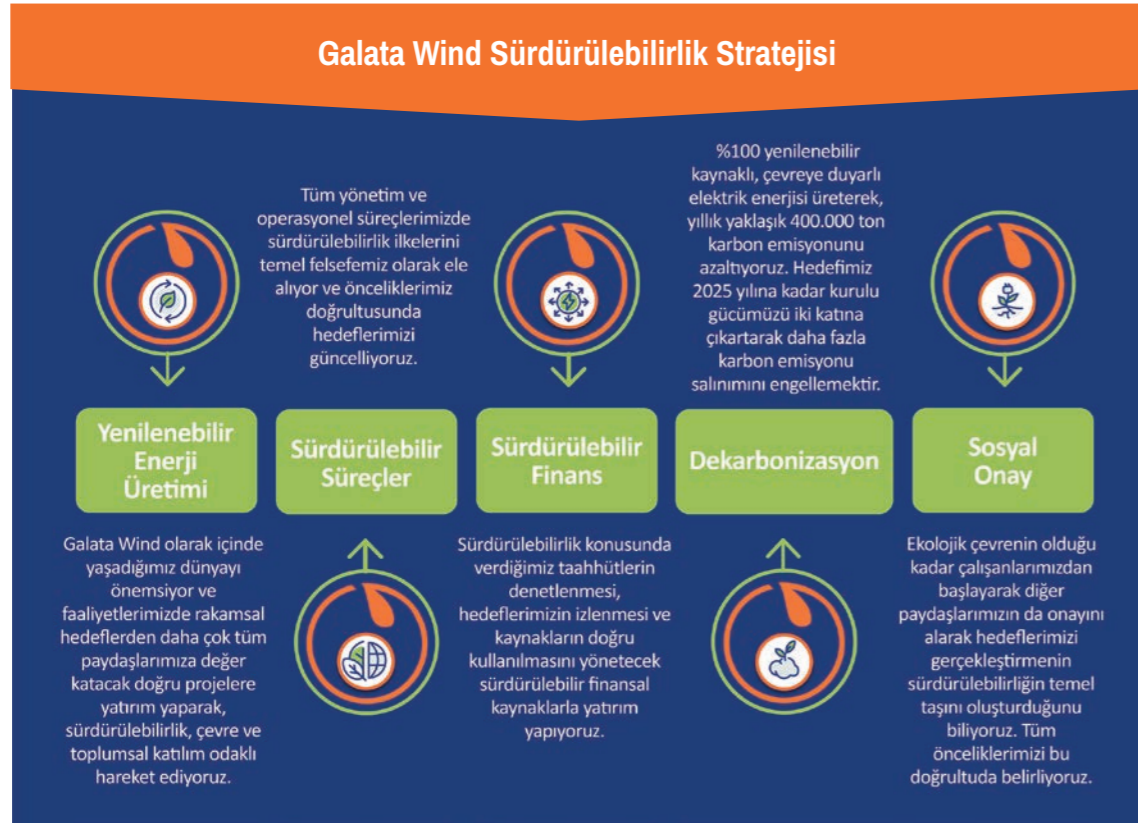 Galata Wind Sürdürülebilirlik Stratejisi
Yenilenebilir
Enerji
Üretimi
Galata Wind olarak içinde
yaşadığımız dünyayı
önemsiyor ve
faaliyetlerimizde rakamsal
hedeflerden daha çok tüm
paydaşlarımıza değer
katacak doğru projelere
yatırım yaparak,
sürdürülebilirlik, çevre ve
toplumsal katılım odaklı
hareket ediyoruz.
Tüm yönetim ve
operasyonel süreçlerimizde
sürdürülebilirlik ilkelerini
temel felsefemiz olarak ele
alıyor ve önceliklerimiz
doğrultusunda
hedeflerimizi
güncelliyoruz.
Sürdürülebilir
Süreçler
Sürdürülebilir
Finans
Sürdürülebilirlik konusunda
verdiğimiz taahhütlerin
denetlenmesi,
hedeflerimizin izlenmesi ve
kaynakların doğru
kullanılmasını yönetecek
sürdürülebilir finansal
kaynaklarla yatırım
yapıyoruz.
%100 yenilenebilir
kaynaklı, çevreye duyarlı
elektrik enerjisi üreterek,
yıllık yaklaşık 400.000 ton
karbon emisyonunu
azaltıyoruz. Hedefimiz
2025 yılına kadar kurulu
gücümüzü iki katına
çıkartarak daha fazla
karbon emisyonu
salınımını engellemektir.
Dekarbonizasyon
Sosyal
Onay
Ekolojik çevrenin olduğu
kadar çalışanlarımızdan
başlayarak diğer
paydaşlarımızın da onayını
alarak hedeflerimizi
gerçekleştirmenin
sürdürülebilirliğin temel
taşını oluşturduğunu
biliyoruz. Tüm
önceliklerimizi bu
doğrultuda belirliyoruz.